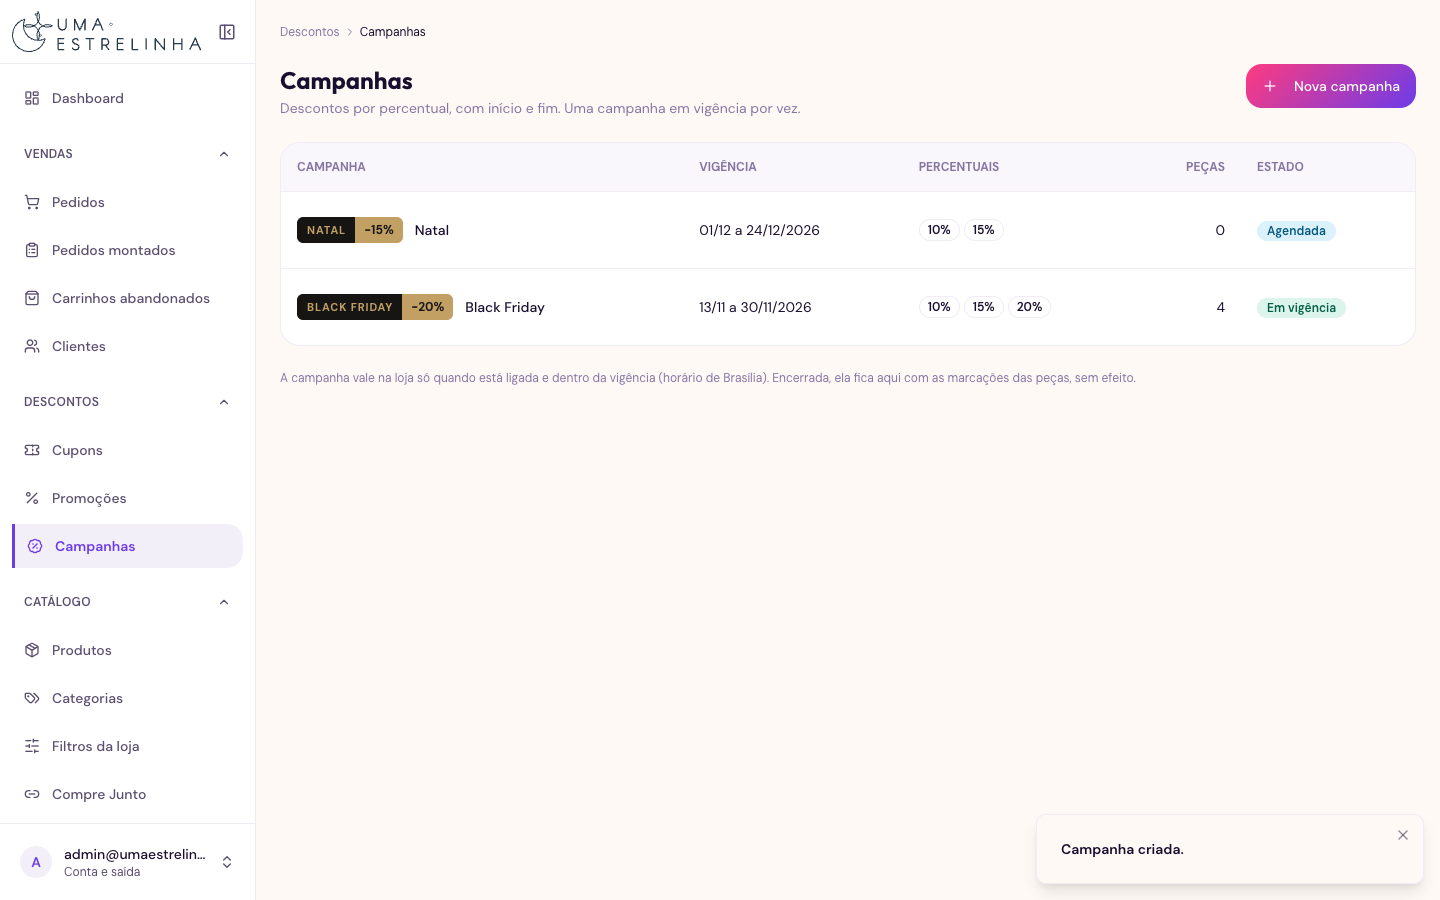 UMA
ESTRELINHA
Dashboard
VENDAS
Pedidos
Pedidos montados
Carrinhos abandonados
Clientes
DESCONTOS
Cupons
Promoções
Campanhas
CATÁLOGO
Produtos
Categorias
Filtros da loja
Compre Junto
A
admin@umaestrelin...
Conta e saída
Descontos > Campanhas
Campanhas
Descontos por percentual, com início e fim. Uma campanha em vigência por vez.
+ Nova campanha
CAMPANHA VIGÊNCIA PERCENTUAIS PEÇAS ESTADO
NATAL -15% Natal 01/12 a 24/12/2026 10% 15% 0 Agendada
BLACK FRIDAY -20% Black Friday 13/11 a 30/11/2026 10% 15% 20% 4 Em vigência
A campanha vale na loja só quando está ligada e dentro da vigência (horário de Brasília). Encerrada, ela fica aqui com as marcações das peças, sem efeito.
Campanha criada.